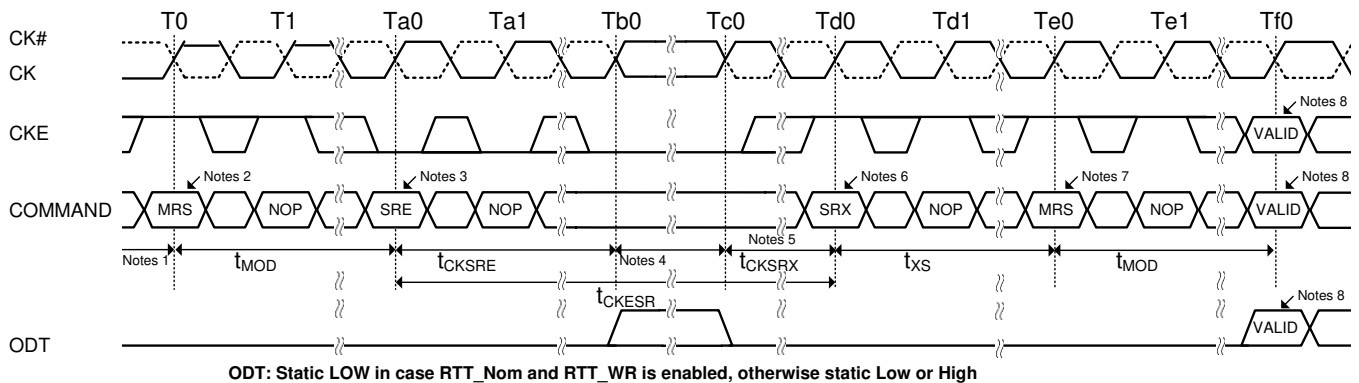 T0 T1 Ta0 Ta1 Tb0 Tc0 Td0 Td1 Te0 Te1 Tf0
CK#
CK
Notes 8
CKE
VALID
Notes 2 Notes 3 Notes 6 Notes 7 Notes 8
COMMAND MRS NOP SRE NOP SRX NOP MRS NOP VALID
Notes 1 tMOD tCKSRE Notes 4 Notes 5 tCKSRX tXS tMOD
tCKESR
Notes 8
VALID
ODT
ODT: Static LOW in case RTT_Nom and RTT_WR is enabled, otherwise static Low or High